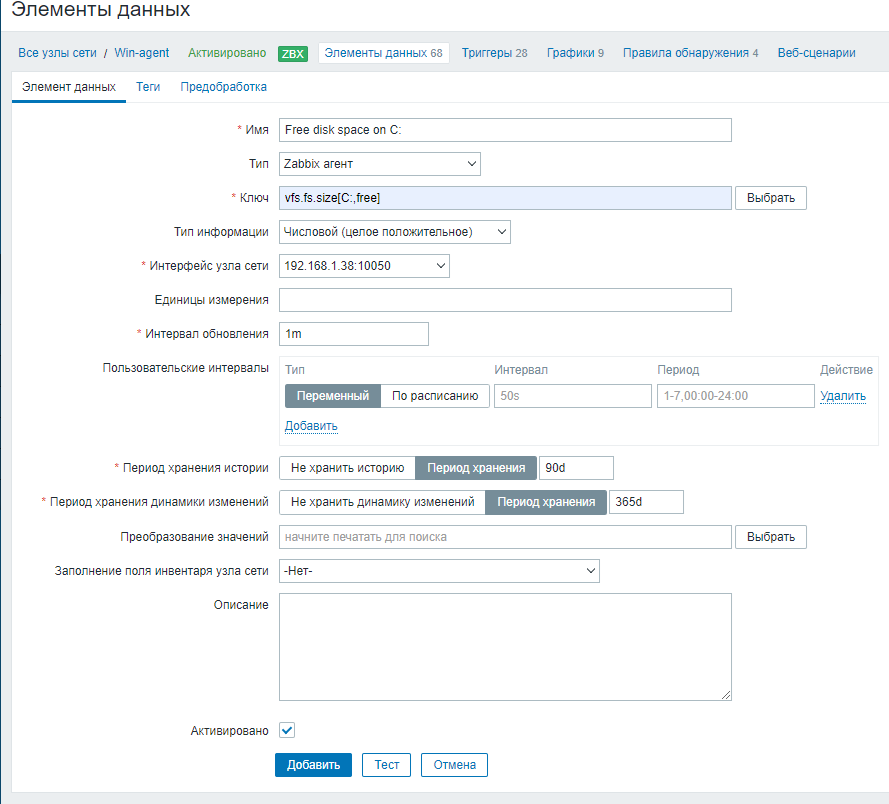 Элементы данных
Все узлы сети / Win-agent Активировано ZBX Элементы данных 68 Триггеры 28 Графики 9 Правила обнаружения 4 Веб-сценарии
Элемент данных Теги Предобработка
* Имя Free disk space on C:
Тип Zabbix агент
* Ключ vfs.fs.size[C:,free] Выбрать
Тип информации Числовой (целое положительное)
* Интерфейс узла сети 192.168.1.38:10050
Единицы измерения
* Интервал обновления 1m
Пользовательские интервалы Тип Интервал Период Действие
Переменный По расписанию 50s 1-7,00:00-24:00 Удалить
Добавить
* Период хранения истории Не хранить историю Период хранения 90d
* Период хранения динамики изменений Не хранить динамику изменений Период хранения 365d
Преобразование значений начните печатать для поиска Выбрать
Заполнение поля инвентаря узла сети -Нет-
Описание
Активировано
Добавить Тест Отмена